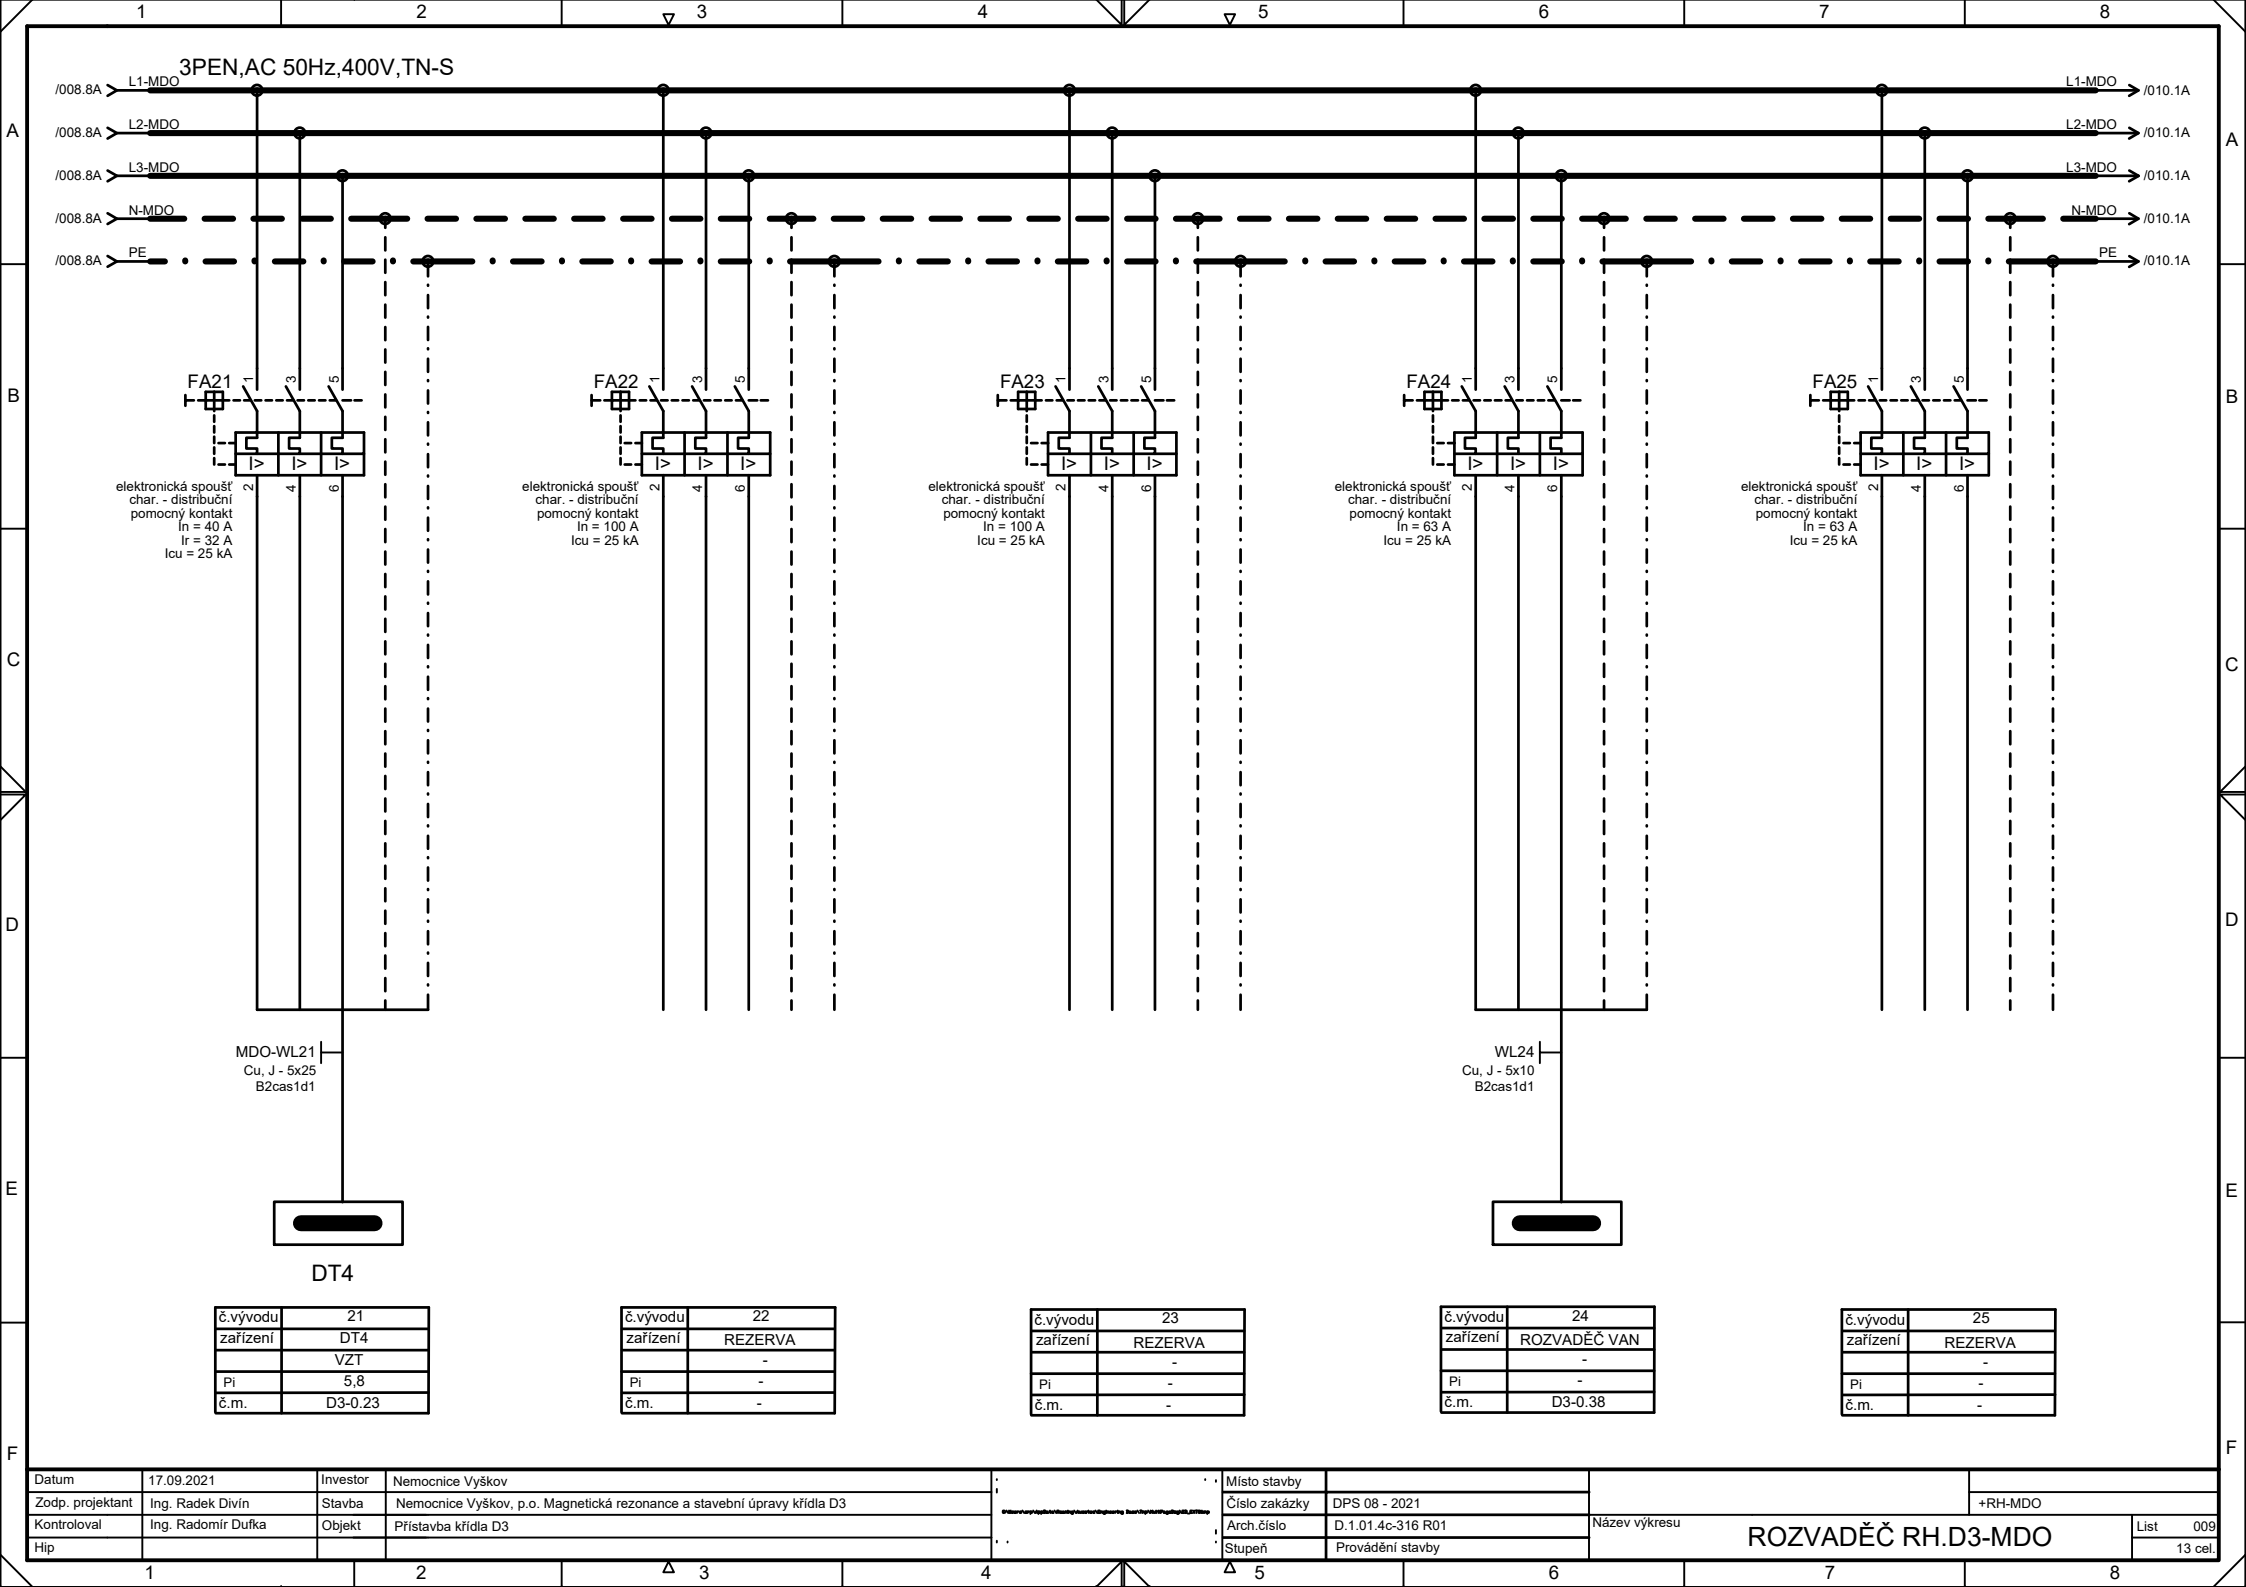 1 2 3 4 5 6 7 8
3PEN,AC 50Hz,400V,TN-S
/008.8A L1-MDO L1-MDO /010.1A
A /008.8A L2-MDO L2-MDO /010.1A A
/008.8A L3-MDO L3-MDO /010.1A
/008.8A N-MDO N-MDO /010.1A
/008.8A PE PE /010.1A
B B
FA21 1 3 5
I> I> I>
2 4 6
elektronická spoušť
char. - distribuční
pomocný kontakt
In = 40 A
Ir = 32 A
Icu = 25 kA
FA22 1 3 5
I> I> I>
2 4 6
elektronická spoušť
char. - distribuční
pomocný kontakt
In = 100 A
Icu = 25 kA
FA23 1 3 5
I> I> I>
2 4 6
elektronická spoušť
char. - distribuční
pomocný kontakt
In = 100 A
Icu = 25 kA
FA24 1 3 5
I> I> I>
2 4 6
elektronická spoušť
char. - distribuční
pomocný kontakt
In = 63 A
Icu = 25 kA
FA25 1 3 5
I> I> I>
2 4 6
elektronická spoušť
char. - distribuční
pomocný kontakt
In = 63 A
Icu = 25 kA
C C
D D
MDO-WL21
Cu, J - 5x25
B2cas1d1
WL24
Cu, J - 5x10
B2cas1d1
E E
DT4
č.vývodu 21
zařízení DT4
VZT
Pi 5,8
č.m. D3-0.23
č.vývodu 22
zařízení REZERVA
-
Pi -
č.m. -
č.vývodu 23
zařízení REZERVA
-
Pi -
č.m. -
č.vývodu 24
zařízení ROZVADĚČ VAN
-
Pi -
č.m. D3-0.38
č.vývodu 25
zařízení REZERVA
-
Pi -
č.m. -
F F
Datum 17.09.2021 Investor Nemocnice Vyškov
Zodp. projektant Ing. Radek Divín Stavba Nemocnice Vyškov, p.o. Magnetická rezonance a stavební úpravy křídla D3
Kontroloval Ing. Radomír Dufka Objekt Přístavba křídla D3
Hip
Místo stavby
Číslo zakázky DPS 08 - 2021
Arch.číslo D.1.01.4c-316 R01
Stupeň Provádění stavby
+RH-MDO
Název výkresu ROZVADĚČ RH.D3-MDO
List 009
13 cel.
1 2 3 4 5 6 7 8